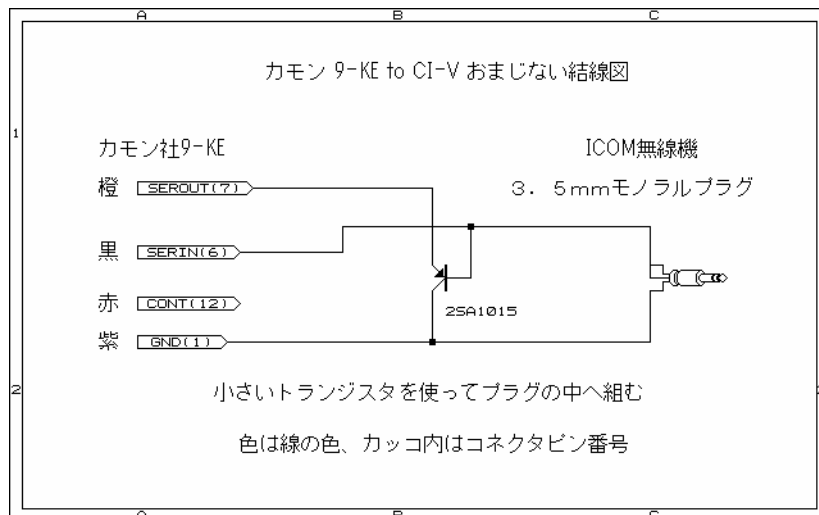 A B C
カモン 9-KE to CI-V おまじない結線図
1
カモン社9-KE ICOM無線機
橙 SEROUT(7) 3．5mmモノラルプラグ
黒 SERIN(6)
赤 CONT(12)
2SA1015
紫 GND(1)
2
小さいトランジスタを使ってプラグの中へ組む
色は線の色、カッコ内はコネクタピン番号
A B C